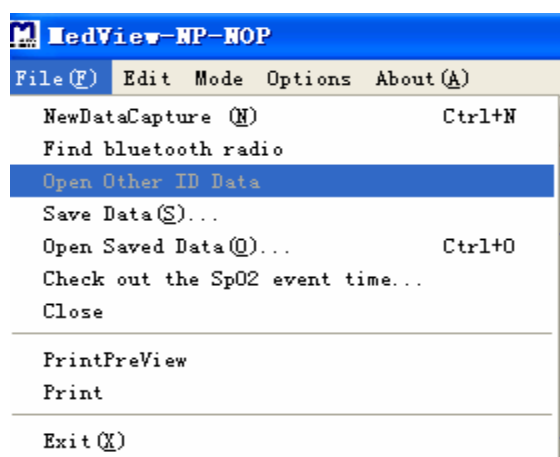 MedView-NP-NOP
File(F) Edit Mode Options About(A)
NewDataCapture (N) Ctrl+N
Find bluetooth radio
Open Other ID Data
Save Data(S)...
Open Saved Data(O)... Ctrl+O
Check out the SpO2 event time...
Close
PrintPreView
Print
Exit(X)